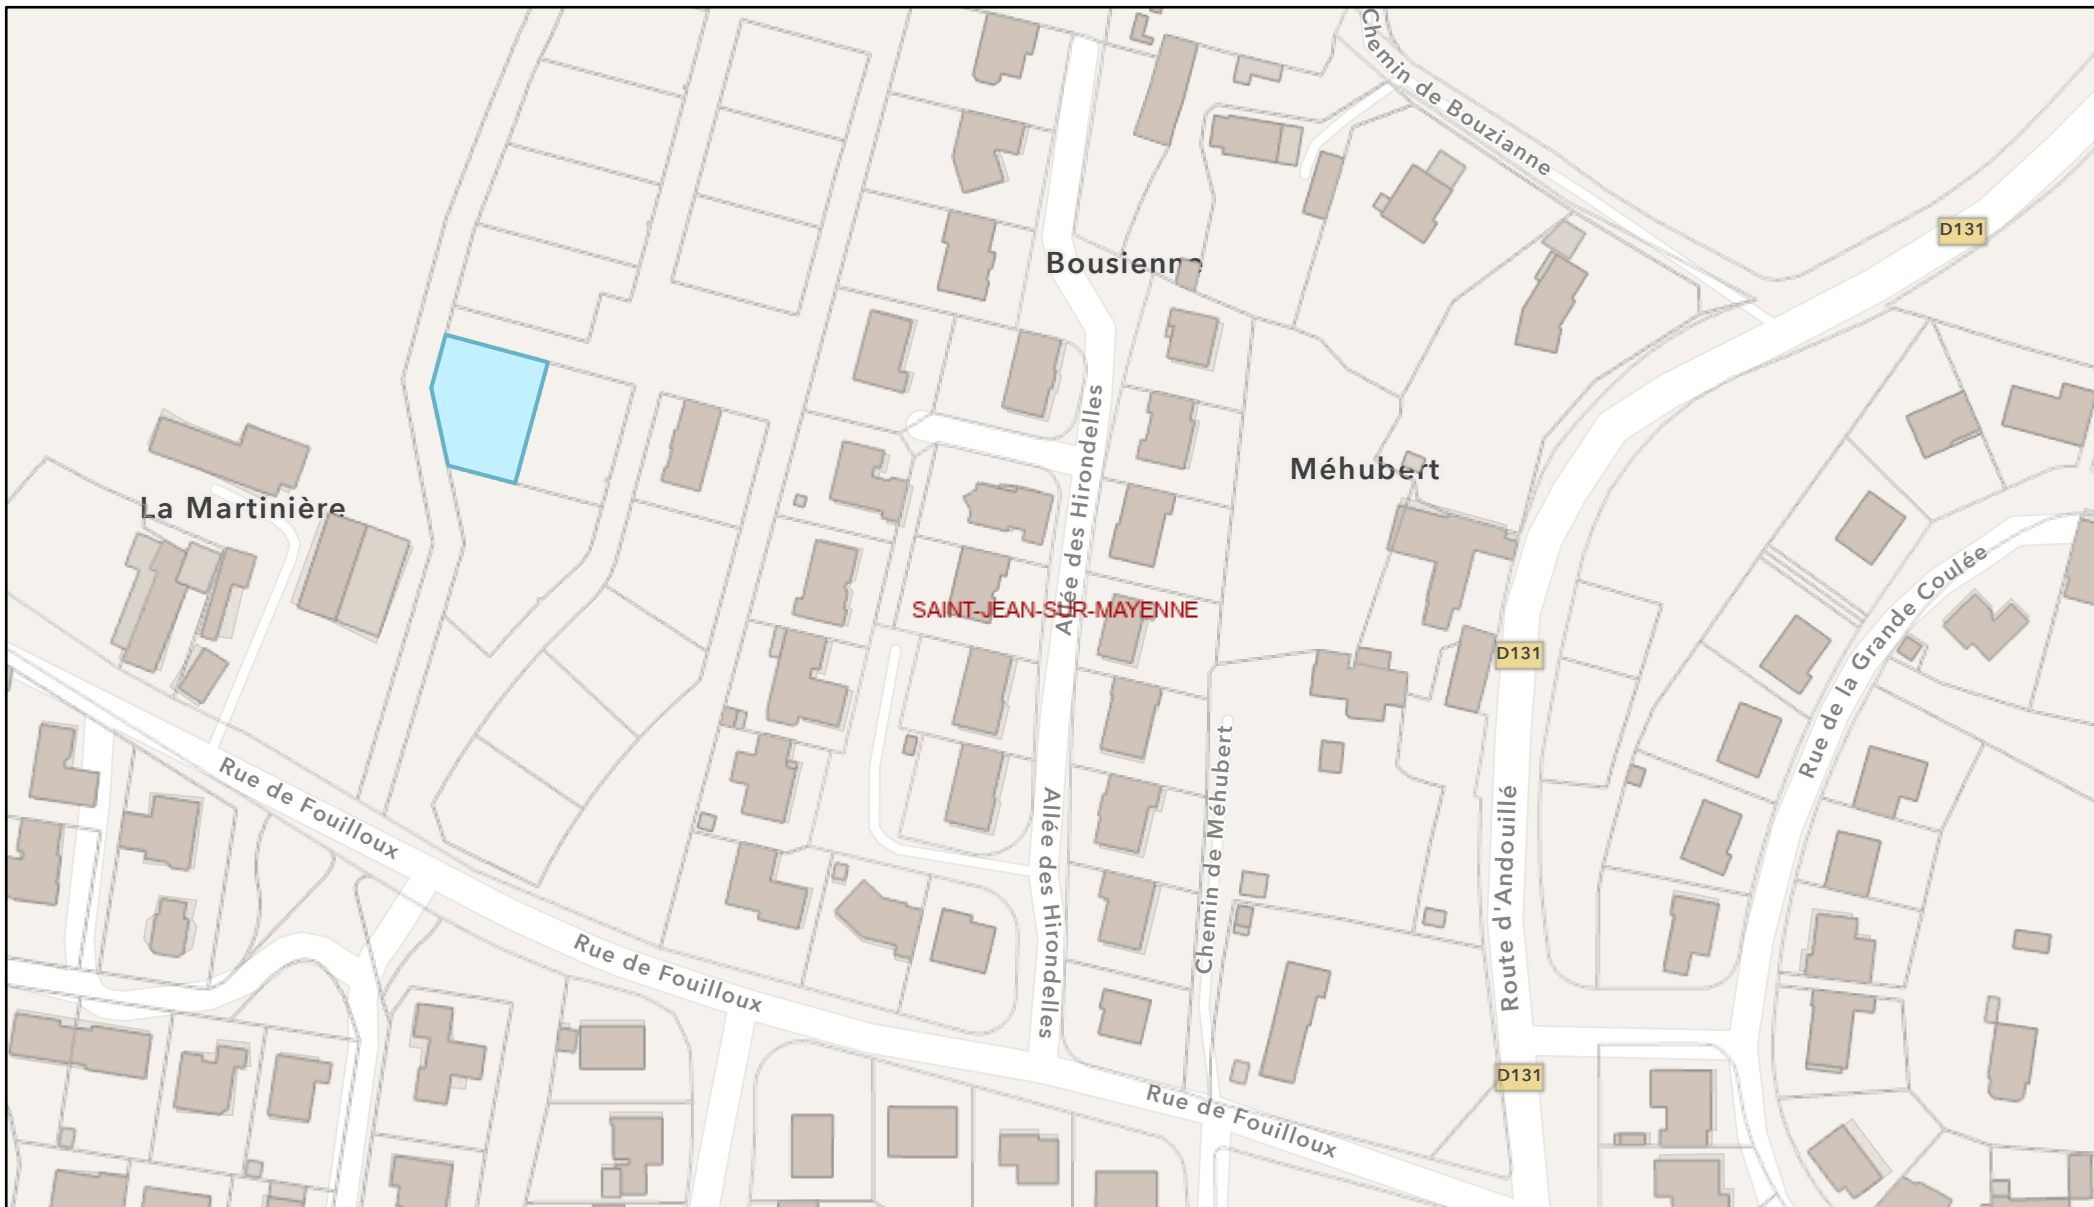 Chemin de Bouzianne
D131
Bousienne
Allée des Hirondelles
Méhubert
La Martinière
SAINT-JEAN-SUR-MAYENNE
D131
Rue de la Grande Coulée
Rue de Fouilloux
Chemin de Méhubert
Allée des Hirondelles
Route d'Andouillé
Rue de Fouilloux
D131
Rue de Fouilloux